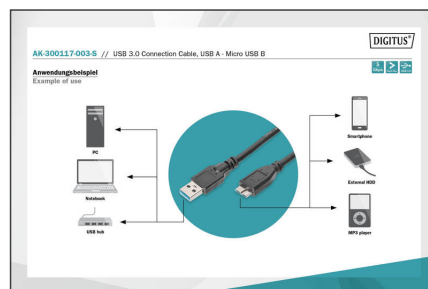 DIGITUS®
AK-300117-003-S // USB 3.0 Connection Cable, USB A - Micro USB B
Anwendungsbeispiel
Example of use
PC
Notebook
USB hub
Smartphone
External HDD
MP3 player